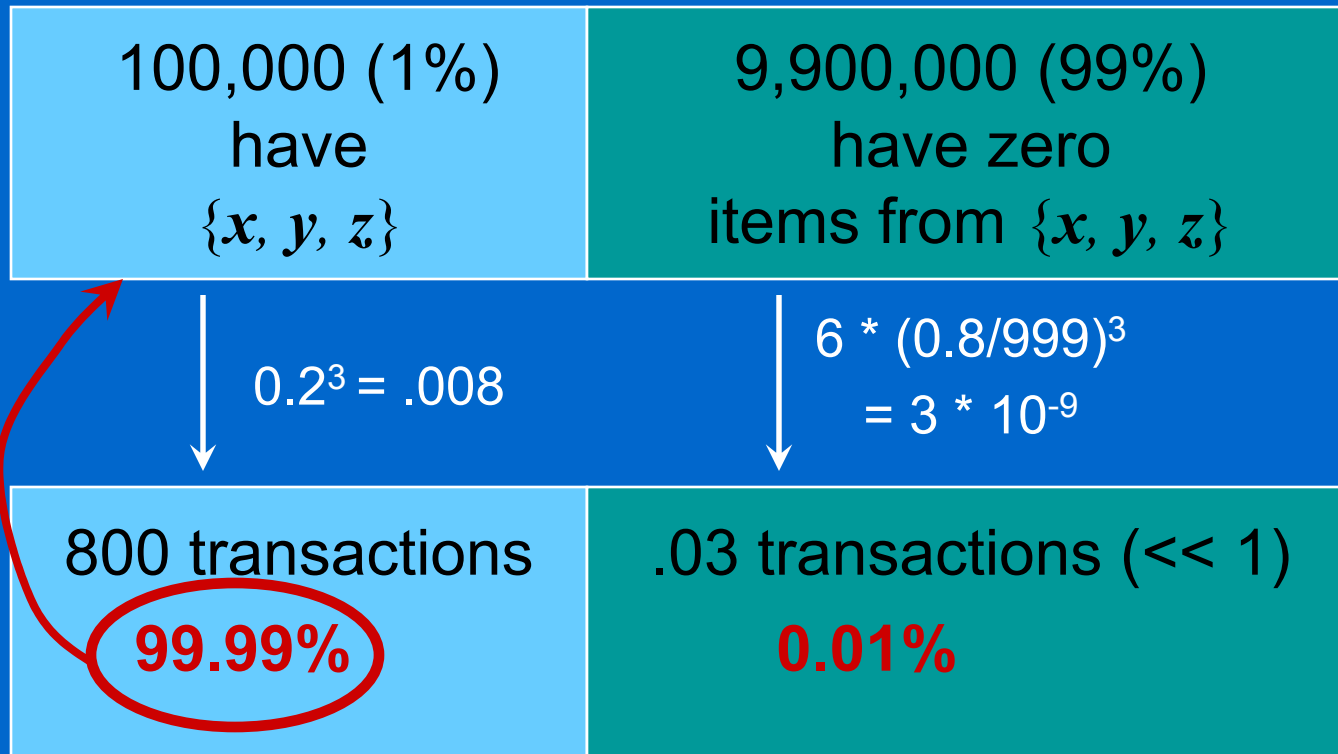 100,000 (1%)
have
{x, y, z}
9,900,000 (99%)
have zero
items from {x, y, z}
0.2³ = .008
6 * (0.8/999)³
= 3 * 10⁻⁹
800 transactions
99.99%
.03 transactions (<< 1)
0.01%